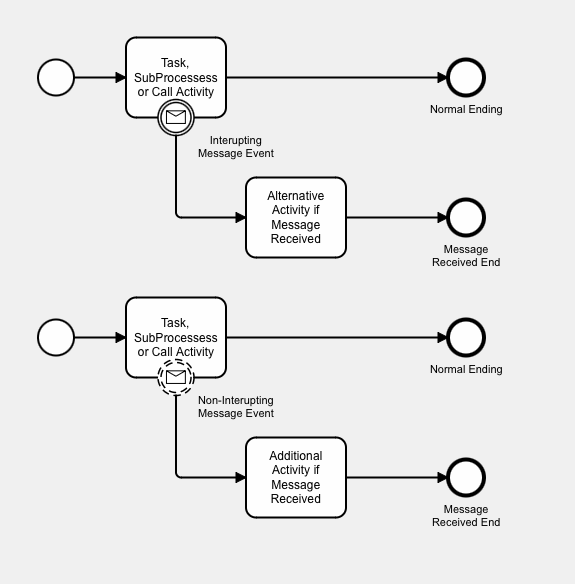 Task,
SubProcessess
or Call Activity
Normal Ending
Interupting
Message Event
Alternative
Activity if
Message
Received
Message
Received End
Task,
SubProcessess
or Call Activity
Normal Ending
Non-Interupting
Message Event
Additional
Activity if
Message
Received
Message
Received End